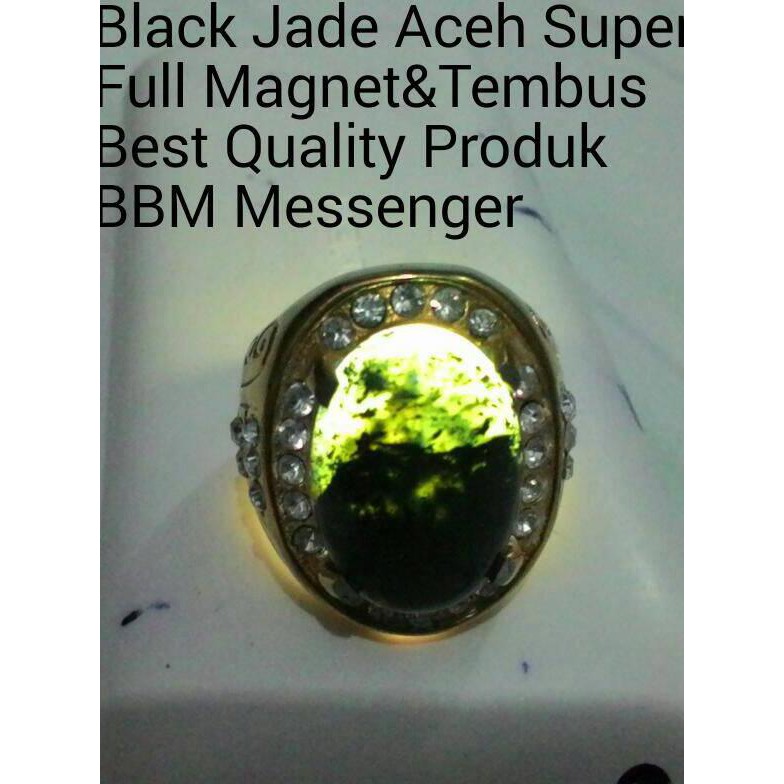 Black Jade Aceh Super
Full Magnet&Tembus
Best Quality Produk
BBM Messenger